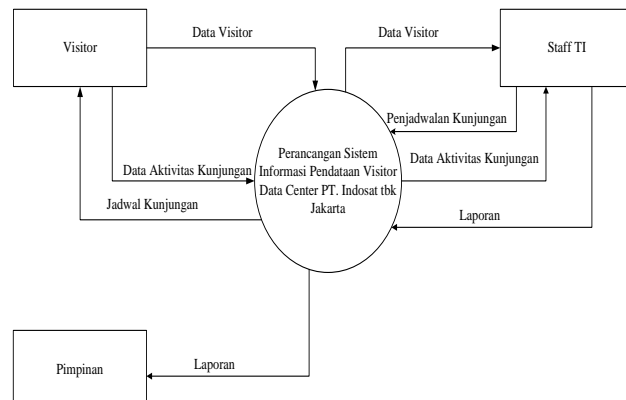 Data Visitor
Data Visitor
Visitor
Staff TI
Penjadwalan Kunjungan
Perancangan Sistem
Informasi Pendataan Visitor
Data Center PT. Indosat tbk
Jakarta
Data Aktivitas Kunjungan
Data Aktivitas Kunjungan
Jadwal Kunjungan
Laporan
Laporan
Pimpinan